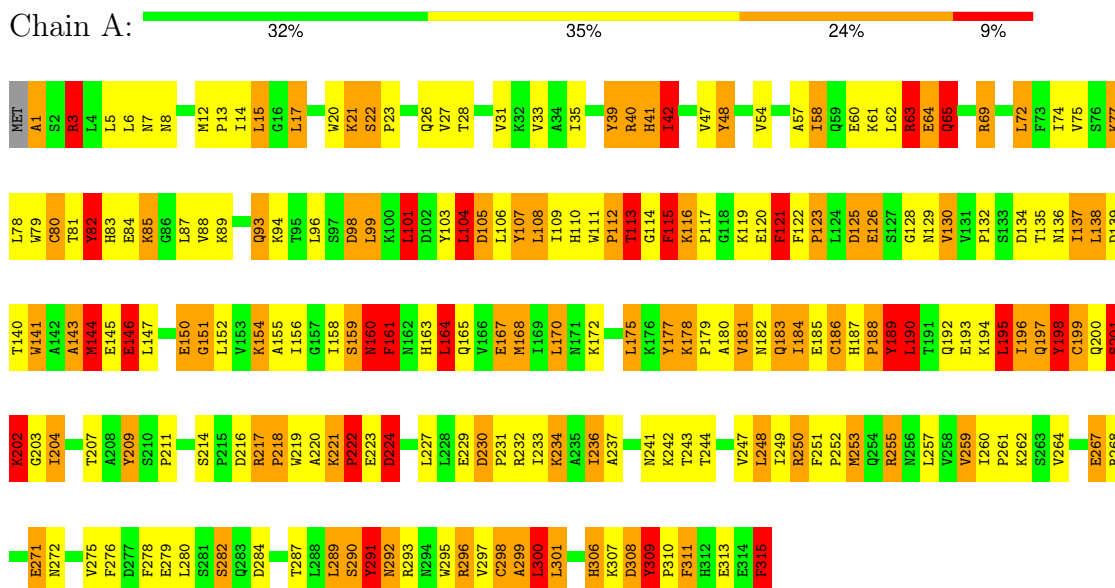 Chain A:
32% 35% 24% 9%
MET A1 S2 R3 L4 L5 L6 N7 N8 M12 P13 I14 L15 G16 L17 W20 K21 S22 P23 Q26 V27 T28 V31 K32 V33 A34 I35 Y39 R40 H41 I42 V47 Y48 V54 A57 I58 Q59 E60 K61 L62 R63 E64 Q65 R69 L72 F73 I74 V75 S76 K77
L78 W79 C80 T81 Y82 H83 E84 K85 G86 L87 V88 K89 Q93 K94 T95 L96 S97 D98 L99 K100 L101 D102 Y103 L104 D105 L106 Y107 L108 I109 H110 W111 P112 T113 G114 F115 K116 P117 G118 K119 E120 F121 F122 P123 L124 D125 E126 S127 G128 N129 V130 V131 P132 S133 D134 T135 N136 I137 L138 D139
T140 W141 A142 A143 M144 E145 E146 L147 E150 G151 L152 V153 K154 A155 I156 G157 I158 S159 N160 F161 N162 H163 L164 Q165 V166 E167 M168 I169 L170 N171 K172 L175 K176 Y177 K178 P179 A180 V181 N182 Q183 I184 E185 C186 H187 P188 Y189 L190 T191 Q192 E193 K194 L195 I196 Q197 Y198 C199 Q200 S201
K202 G203 I204 T207 A208 Y209 S210 P211 S214 P215 D216 R217 P218 W219 A220 K221 P222 E223 D224 L227 L228 E229 D230 P231 R232 I233 K234 A235 I236 A237 N241 K242 T243 T244 V247 L248 I249 R250 F251 P252 M253 Q254 R255 N256 L257 V258 V259 I260 P261 K262 S263 V264 E267 R268
E271 N272 V275 F276 D277 F278 E279 L280 S281 S282 Q283 D284 T287 L288 L289 S290 Y291 N292 R293 N294 W295 R296 V297 C298 A299 L300 L301 H306 K307 D308 Y309 P310 F311 H312 E313 E314 F315